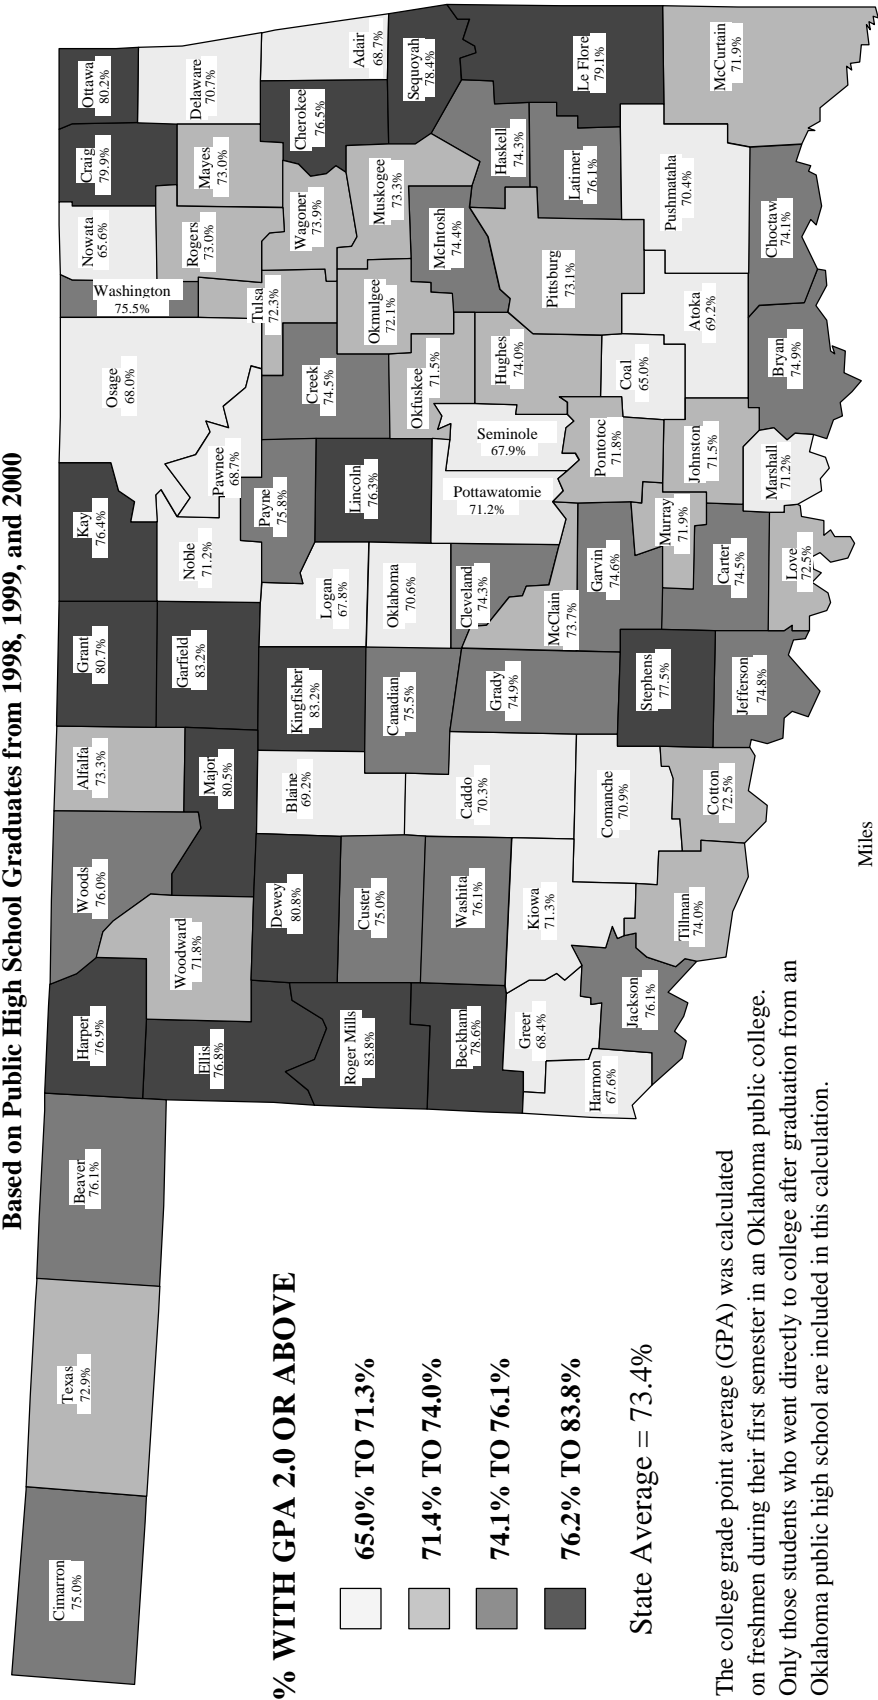 Based on Public High School Graduates from 1998, 1999, and 2000
Cimarron
75.0%
Texas
72.9%
Beaver
76.1%
Harper
76.9%
Woods
76.0%
Alfalfa
73.3%
Grant
80.7%
Kay
76.4%
Osage
68.0%
Washington
75.5%
Nowata
65.6%
Craig
79.9%
Ottawa
80.2%
Ellis
76.8%
Woodward
71.8%
Major
80.5%
Garfield
83.2%
Noble
71.2%
Pawnee
68.7%
Rogers
73.0%
Mayes
73.0%
Delaware
70.7%
Roger Mills
83.8%
Dewey
80.8%
Blaine
69.2%
Kingfisher
83.2%
Logan
67.8%
Payne
75.8%
Creek
74.5%
Tulsa
72.3%
Wagoner
73.9%
Cherokee
76.5%
Adair
68.7%
Custer
75.0%
Canadian
75.5%
Oklahoma
70.6%
Lincoln
76.3%
Okfuskee
71.5%
Okmulgee
72.1%
Muskogee
73.3%
Sequoyah
78.4%
Beckham
78.6%
Washita
76.1%
Caddo
70.3%
Grady
74.9%
Cleveland
74.3%
Pottawatomie
71.2%
Seminole
67.9%
Hughes
74.0%
McIntosh
74.4%
Haskell
74.3%
Greer
68.4%
Kiowa
71.3%
McClain
73.7%
Garvin
74.6%
Pontotoc
71.8%
Coal
65.0%
Pittsburg
73.1%
Latimer
76.1%
Le Flore
79.1%
Harmon
67.6%
Jackson
76.1%
Tillman
74.0%
Comanche
70.9%
Stephens
77.5%
Murray
71.9%
Johnston
71.5%
Atoka
69.2%
Pushmataha
70.4%
McCurtain
71.9%
Cotton
72.5%
Jefferson
74.8%
Carter
74.5%
Love
72.5%
Marshall
71.2%
Bryan
74.9%
Choctaw
74.1%
% WITH GPA 2.0 OR ABOVE
65.0% TO 71.3%
71.4% TO 74.0%
74.1% TO 76.1%
76.2% TO 83.8%
State Average = 73.4%
The college grade point average (GPA) was calculated
on freshmen during their first semester in an Oklahoma public college.
Only those students who went directly to college after graduation from an
Oklahoma public high school are included in this calculation.
Miles